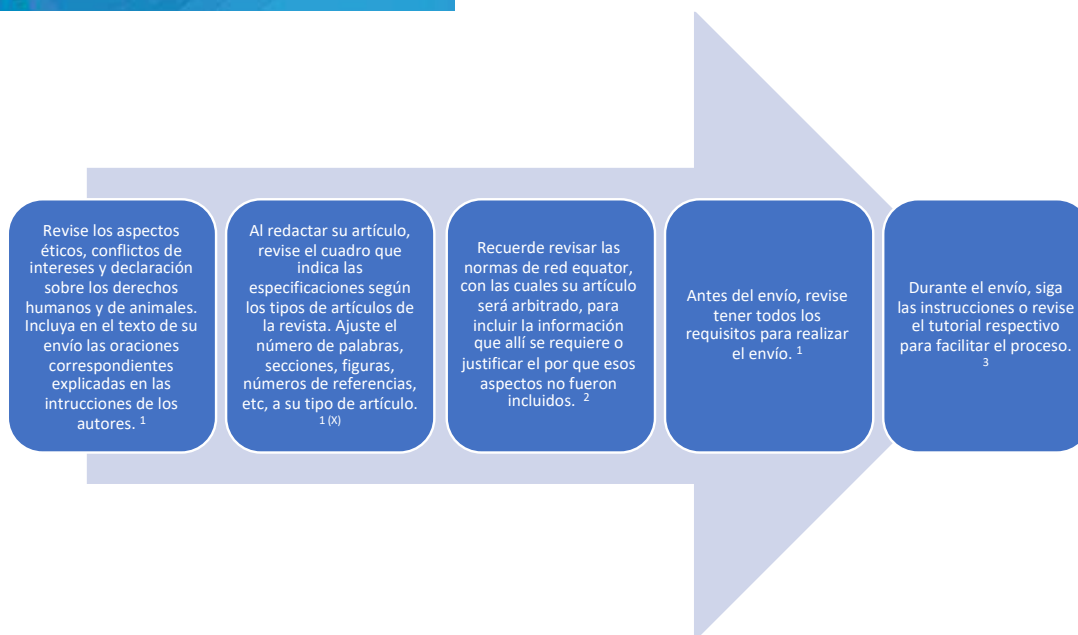 Revise los aspectos
éticos, conflictos de
intereses y declaración
sobre los derechos
humanos y de animales.
Incluya en el texto de su
envío las oraciones
correspondientes
explicadas en las
intrucciones de los
autores. 1
Al redactar su artículo,
revise el cuadro que
indica las
especificaciones según
los tipos de artículos de
la revista. Ajuste el
número de palabras,
secciones, figuras,
números de referencias,
etc, a su tipo de artículo.
1 (X)
Recuerde revisar las
normas de red equator,
con las cuales su artículo
será arbitrado, para
incluir la información
que allí se requiere o
justificar el por que esos
aspectos no fueron
incluidos. 2
Antes del envío, revise
tener todos los
requisitos para realizar
el envío. 1
Durante el envío, siga
las instrucciones o revise
el tutorial respectivo
para facilitar el proceso.
3